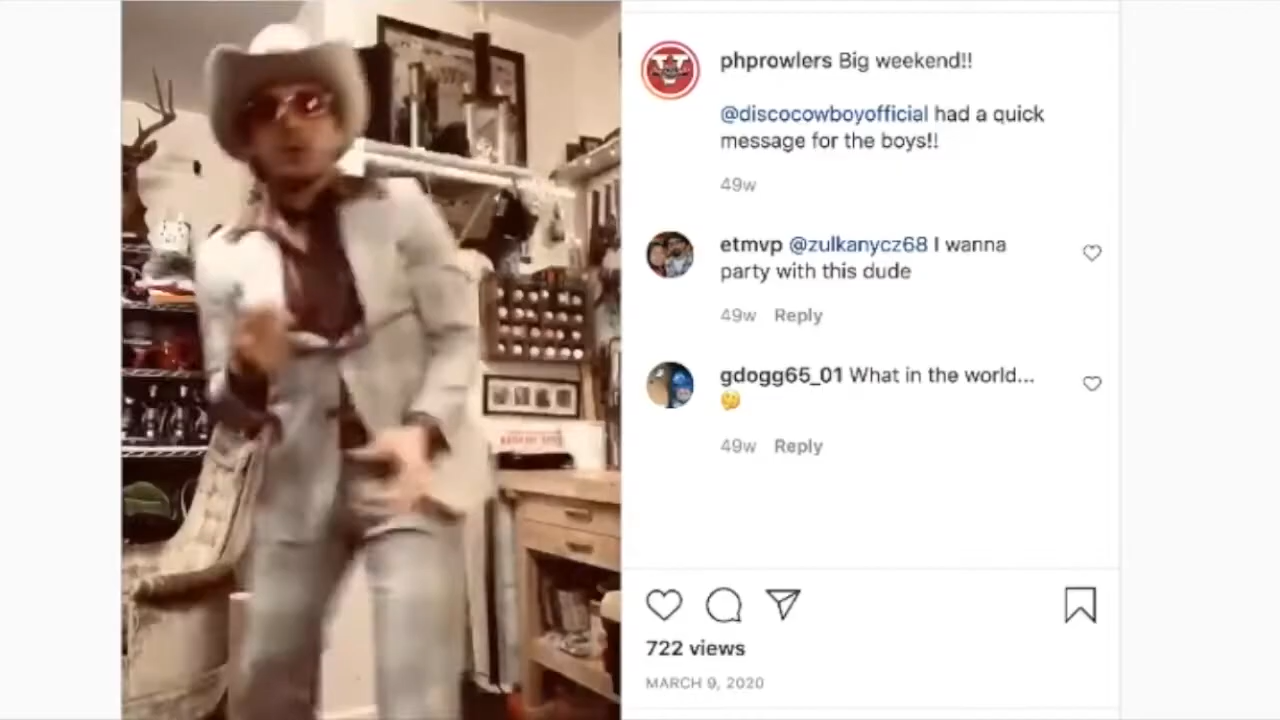 phprowlers Big weekend!!
@discocowboyofficial had a quick
message for the boys!!
49w
etmvp @zulkanycz68 I wanna
party with this dude
49w Reply
gdogg65_01 What in the world...
🤔
49w Reply
722 views
MARCH 9, 2020